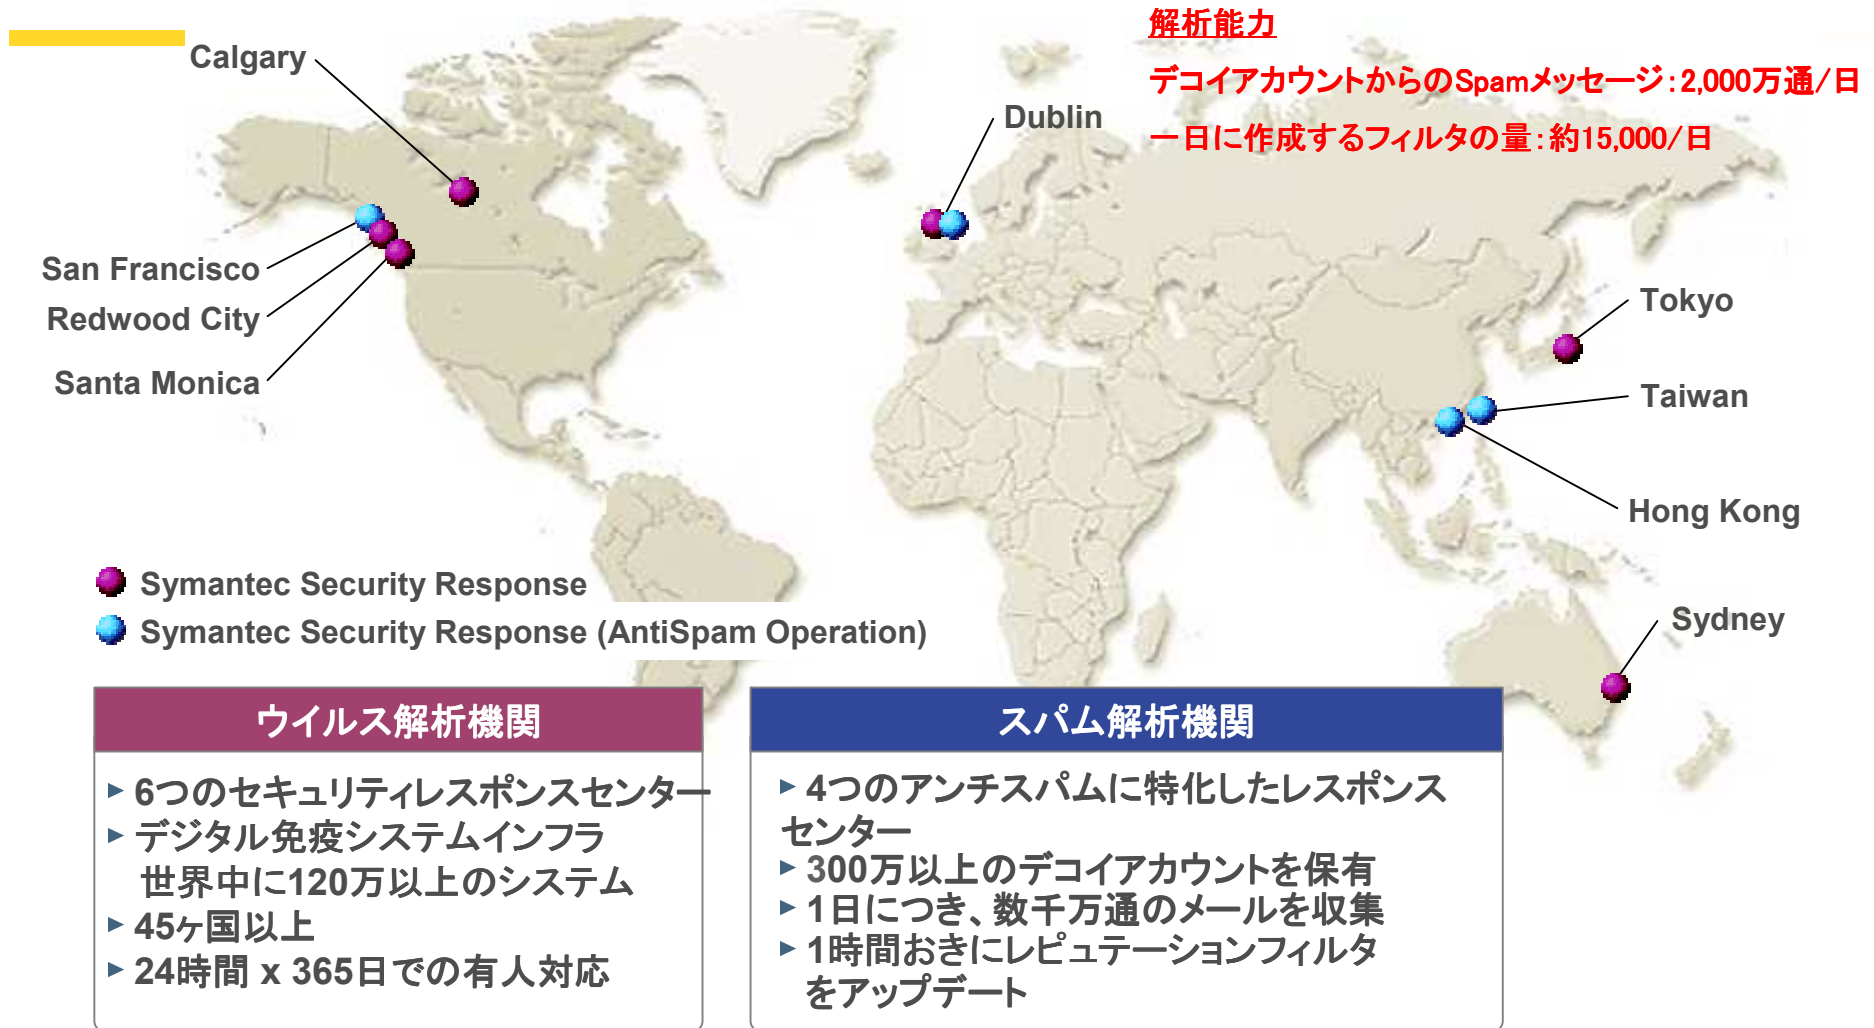 解析能力
デコイアカウントからのSpamメッセージ：2,000万通/日
一日に作成するフィルタの量：約15,000/日
Calgary
Dublin
San Francisco
Redwood City
Santa Monica
Tokyo
Taiwan
Hong Kong
Sydney
Symantec Security Response
Symantec Security Response (AntiSpam Operation)
ウイルス解析機関
► 6つのセキュリティレスポンスセンター
► デジタル免疫システムインフラ
世界中に120万以上のシステム
► 45ヶ国以上
► 24時間 x 365日での有人対応
スパム解析機関
► 4つのアンチスパムに特化したレスポンス
センター
► 300万以上のデコイアカウントを保有
► 1日につき、数千万通のメールを収集
► 1時間おきにレピュテーションフィルタ
をアップデート